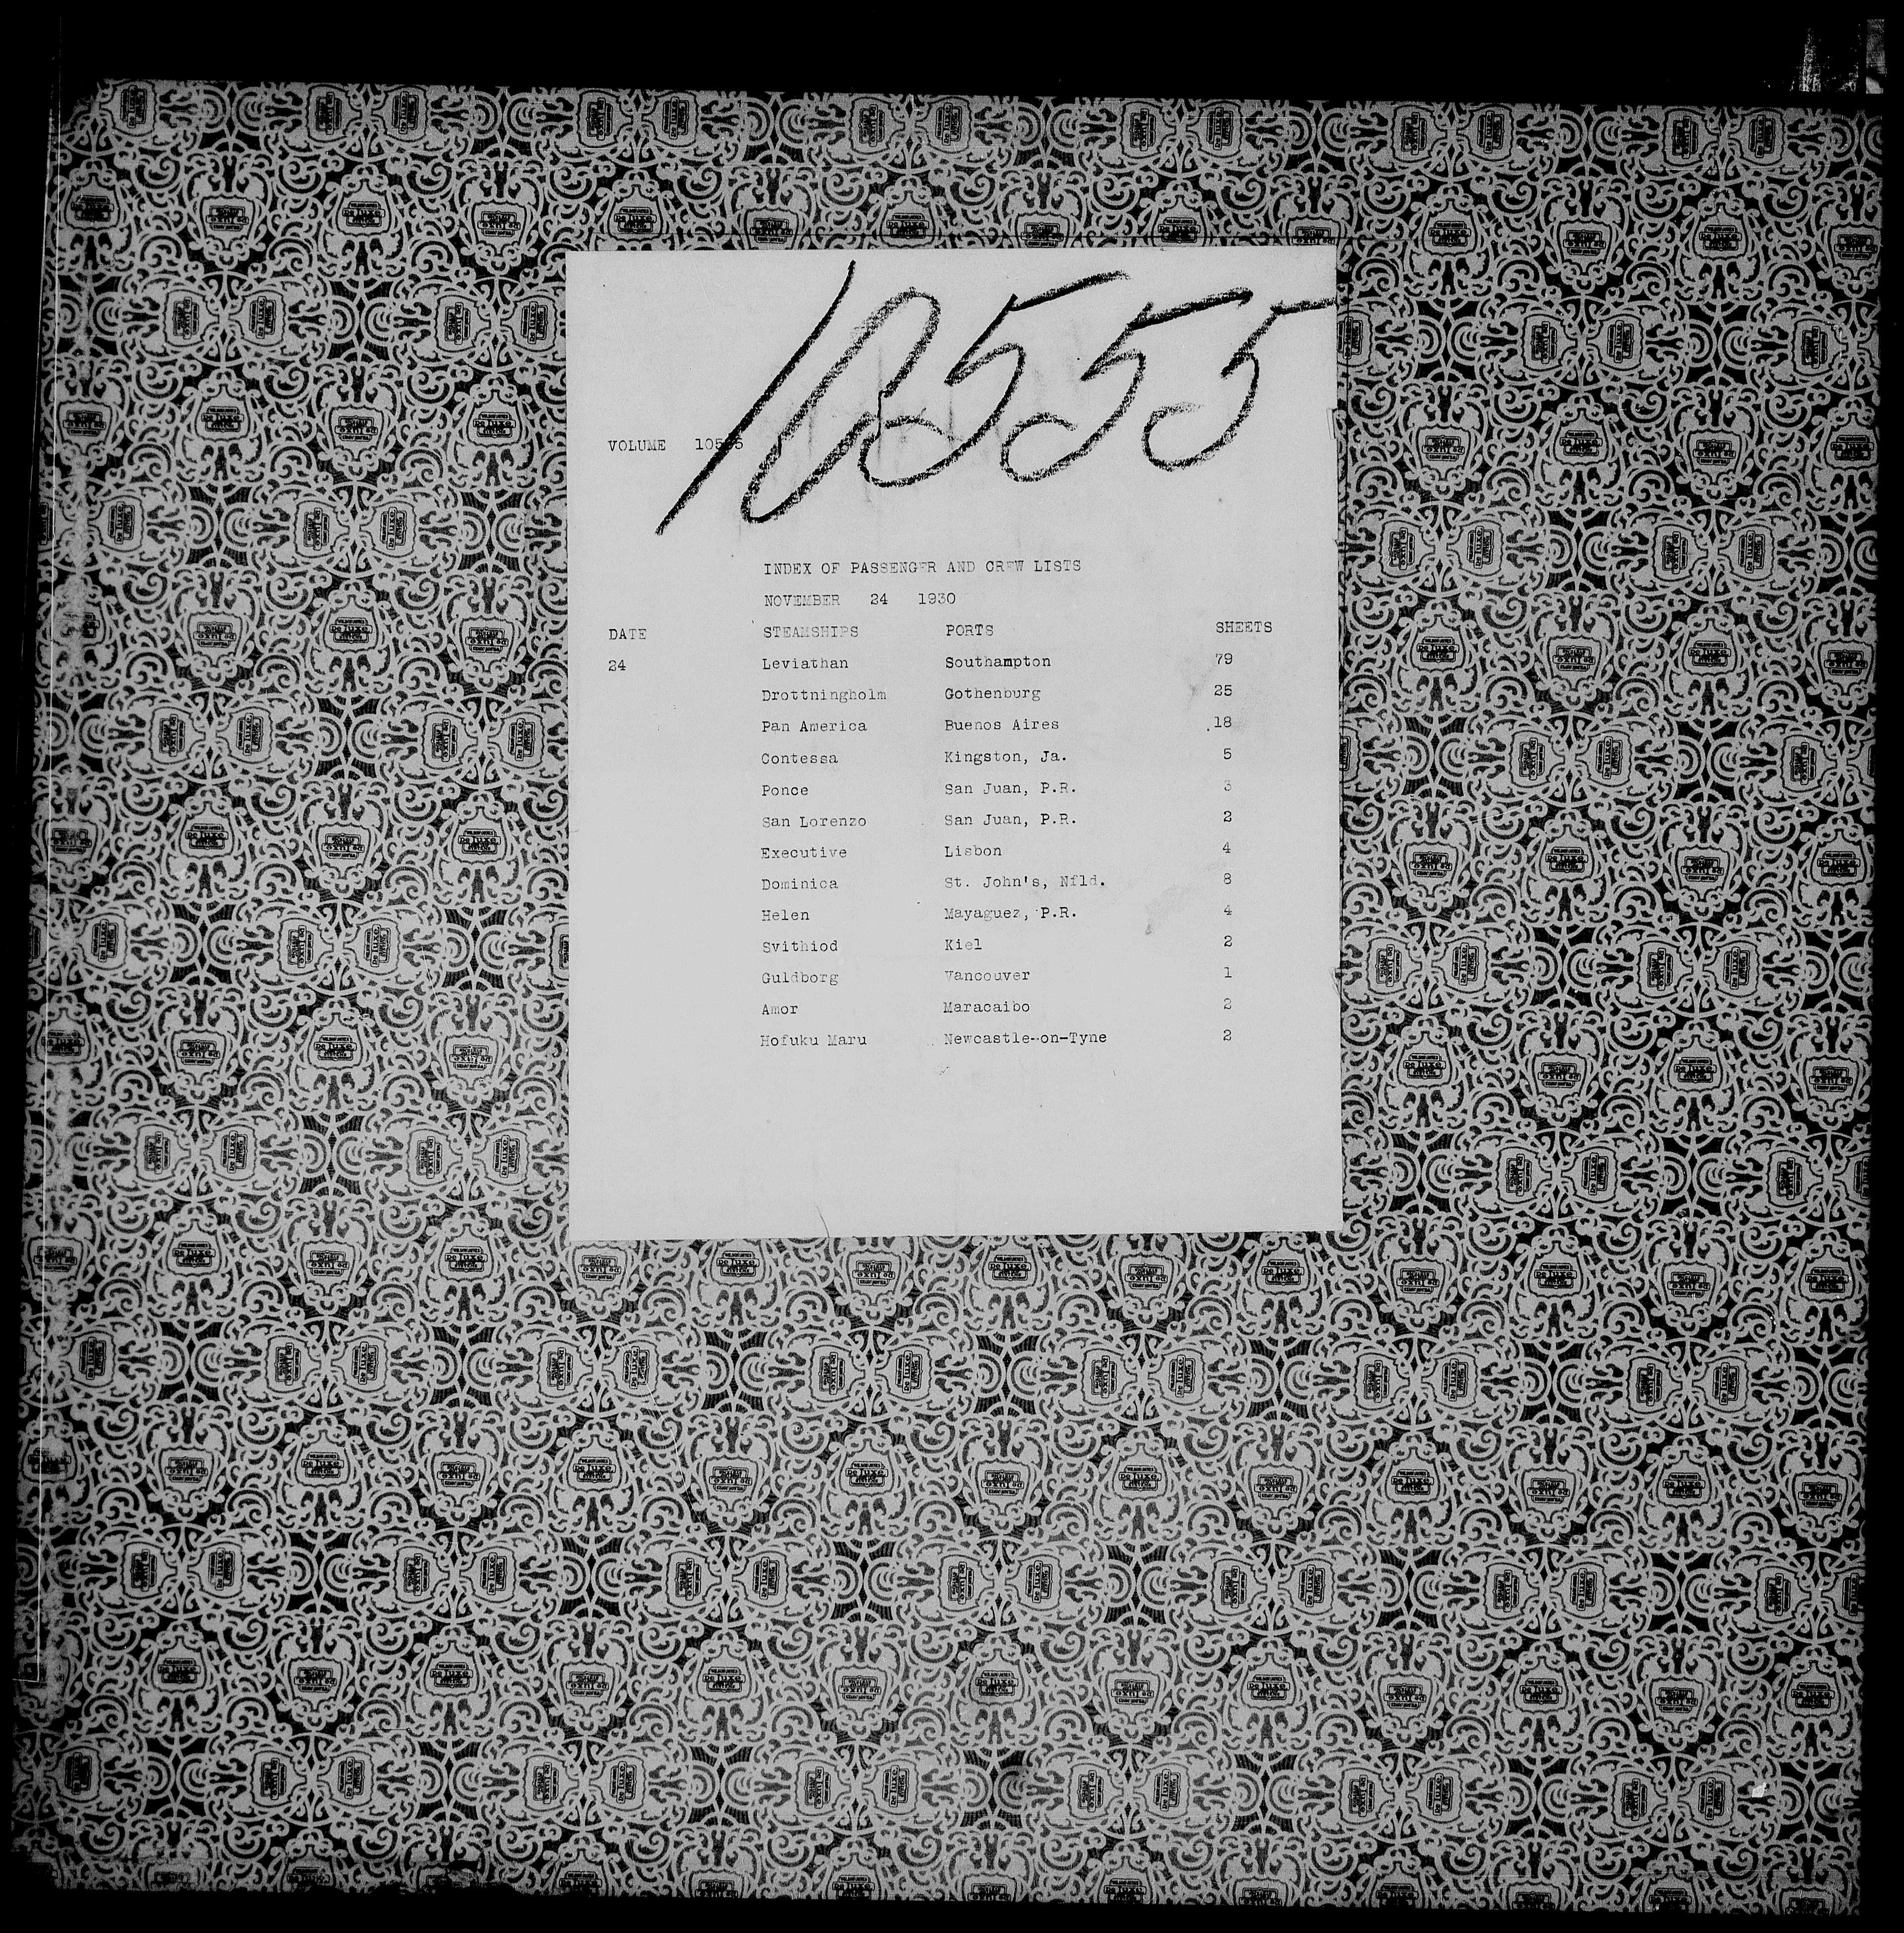 10555
VOLUME
INDEX OF PASSENGER AND CREW LISTS
NOVEMBER 24 1930
DATE STEAMSHIPS PORTS SHEETS
24 Leviathan Southampton 79
Drottningholm Gothenburg 25
Pan America Buenos Aires 18
Contessa Kingston, Ja. 5
Ponce San Juan, P.R. 3
San Lorenzo San Juan, P.R. 2
Executive Lisbon 4
Dominica St. John's, Nfld. 8
Helen Mayaguez, P.R. 4
Svithiod Kiel 2
Guldborg Vancouver 1
Amor Maracaibo 2
Hofuku Maru Newcastle-on-Tyne 2
De luxe